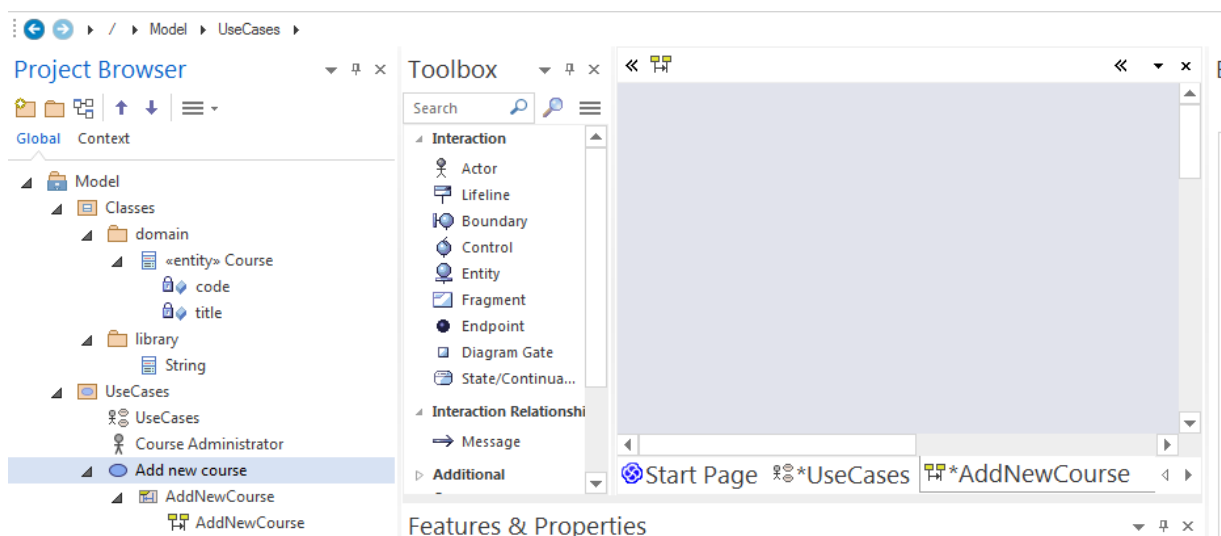 / Model UseCases
Project Browser
Global Context
Model
Classes
domain
«entity» Course
code
title
library
String
UseCases
UseCases
Course Administrator
Add new course
AddNewCourse
AddNewCourse
Toolbox
Search
Interaction
Actor
Lifeline
Boundary
Control
Entity
Fragment
Endpoint
Diagram Gate
State/Continua...
Interaction Relationshi
Message
Additional
Start Page *UseCases *AddNewCourse
Features & Properties